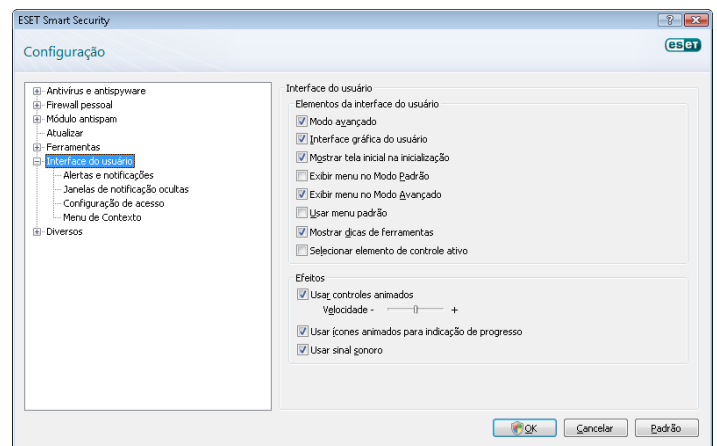 ESET Smart Security
Configuração
eseT
Antivírus e antispyware
Firewall pessoal
Módulo antispam
Atualizar
Ferramentas
Interface do usuário
Alertas e notificações
Janelas de notificação ocultas
Configuração de acesso
Menu de Contexto
Diversos
Interface do usuário
Elementos da interface do usuário
Modo avançado
Interface gráfica do usuário
Mostrar tela inicial na inicialização
Exibir menu no Modo Padrão
Exibir menu no Modo Avançado
Usar menu padrão
Mostrar dicas de ferramentas
Selecionar elemento de controle ativo
Efeitos
Usar controles animados
Velocidade - +
Usar ícones animados para indicação de progresso
Usar sinal sonoro
OK Cancelar Padrão